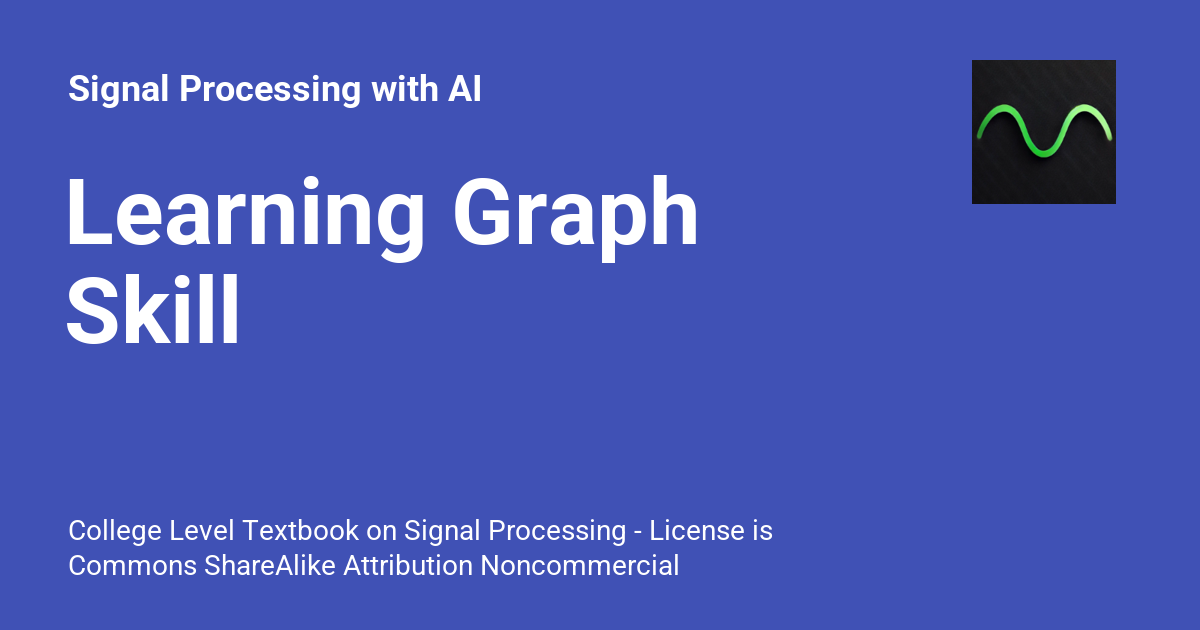 Signal Processing with AI
Learning Graph
Skill
College Level Textbook on Signal Processing - License is
Commons ShareAlike Attribution Noncommercial